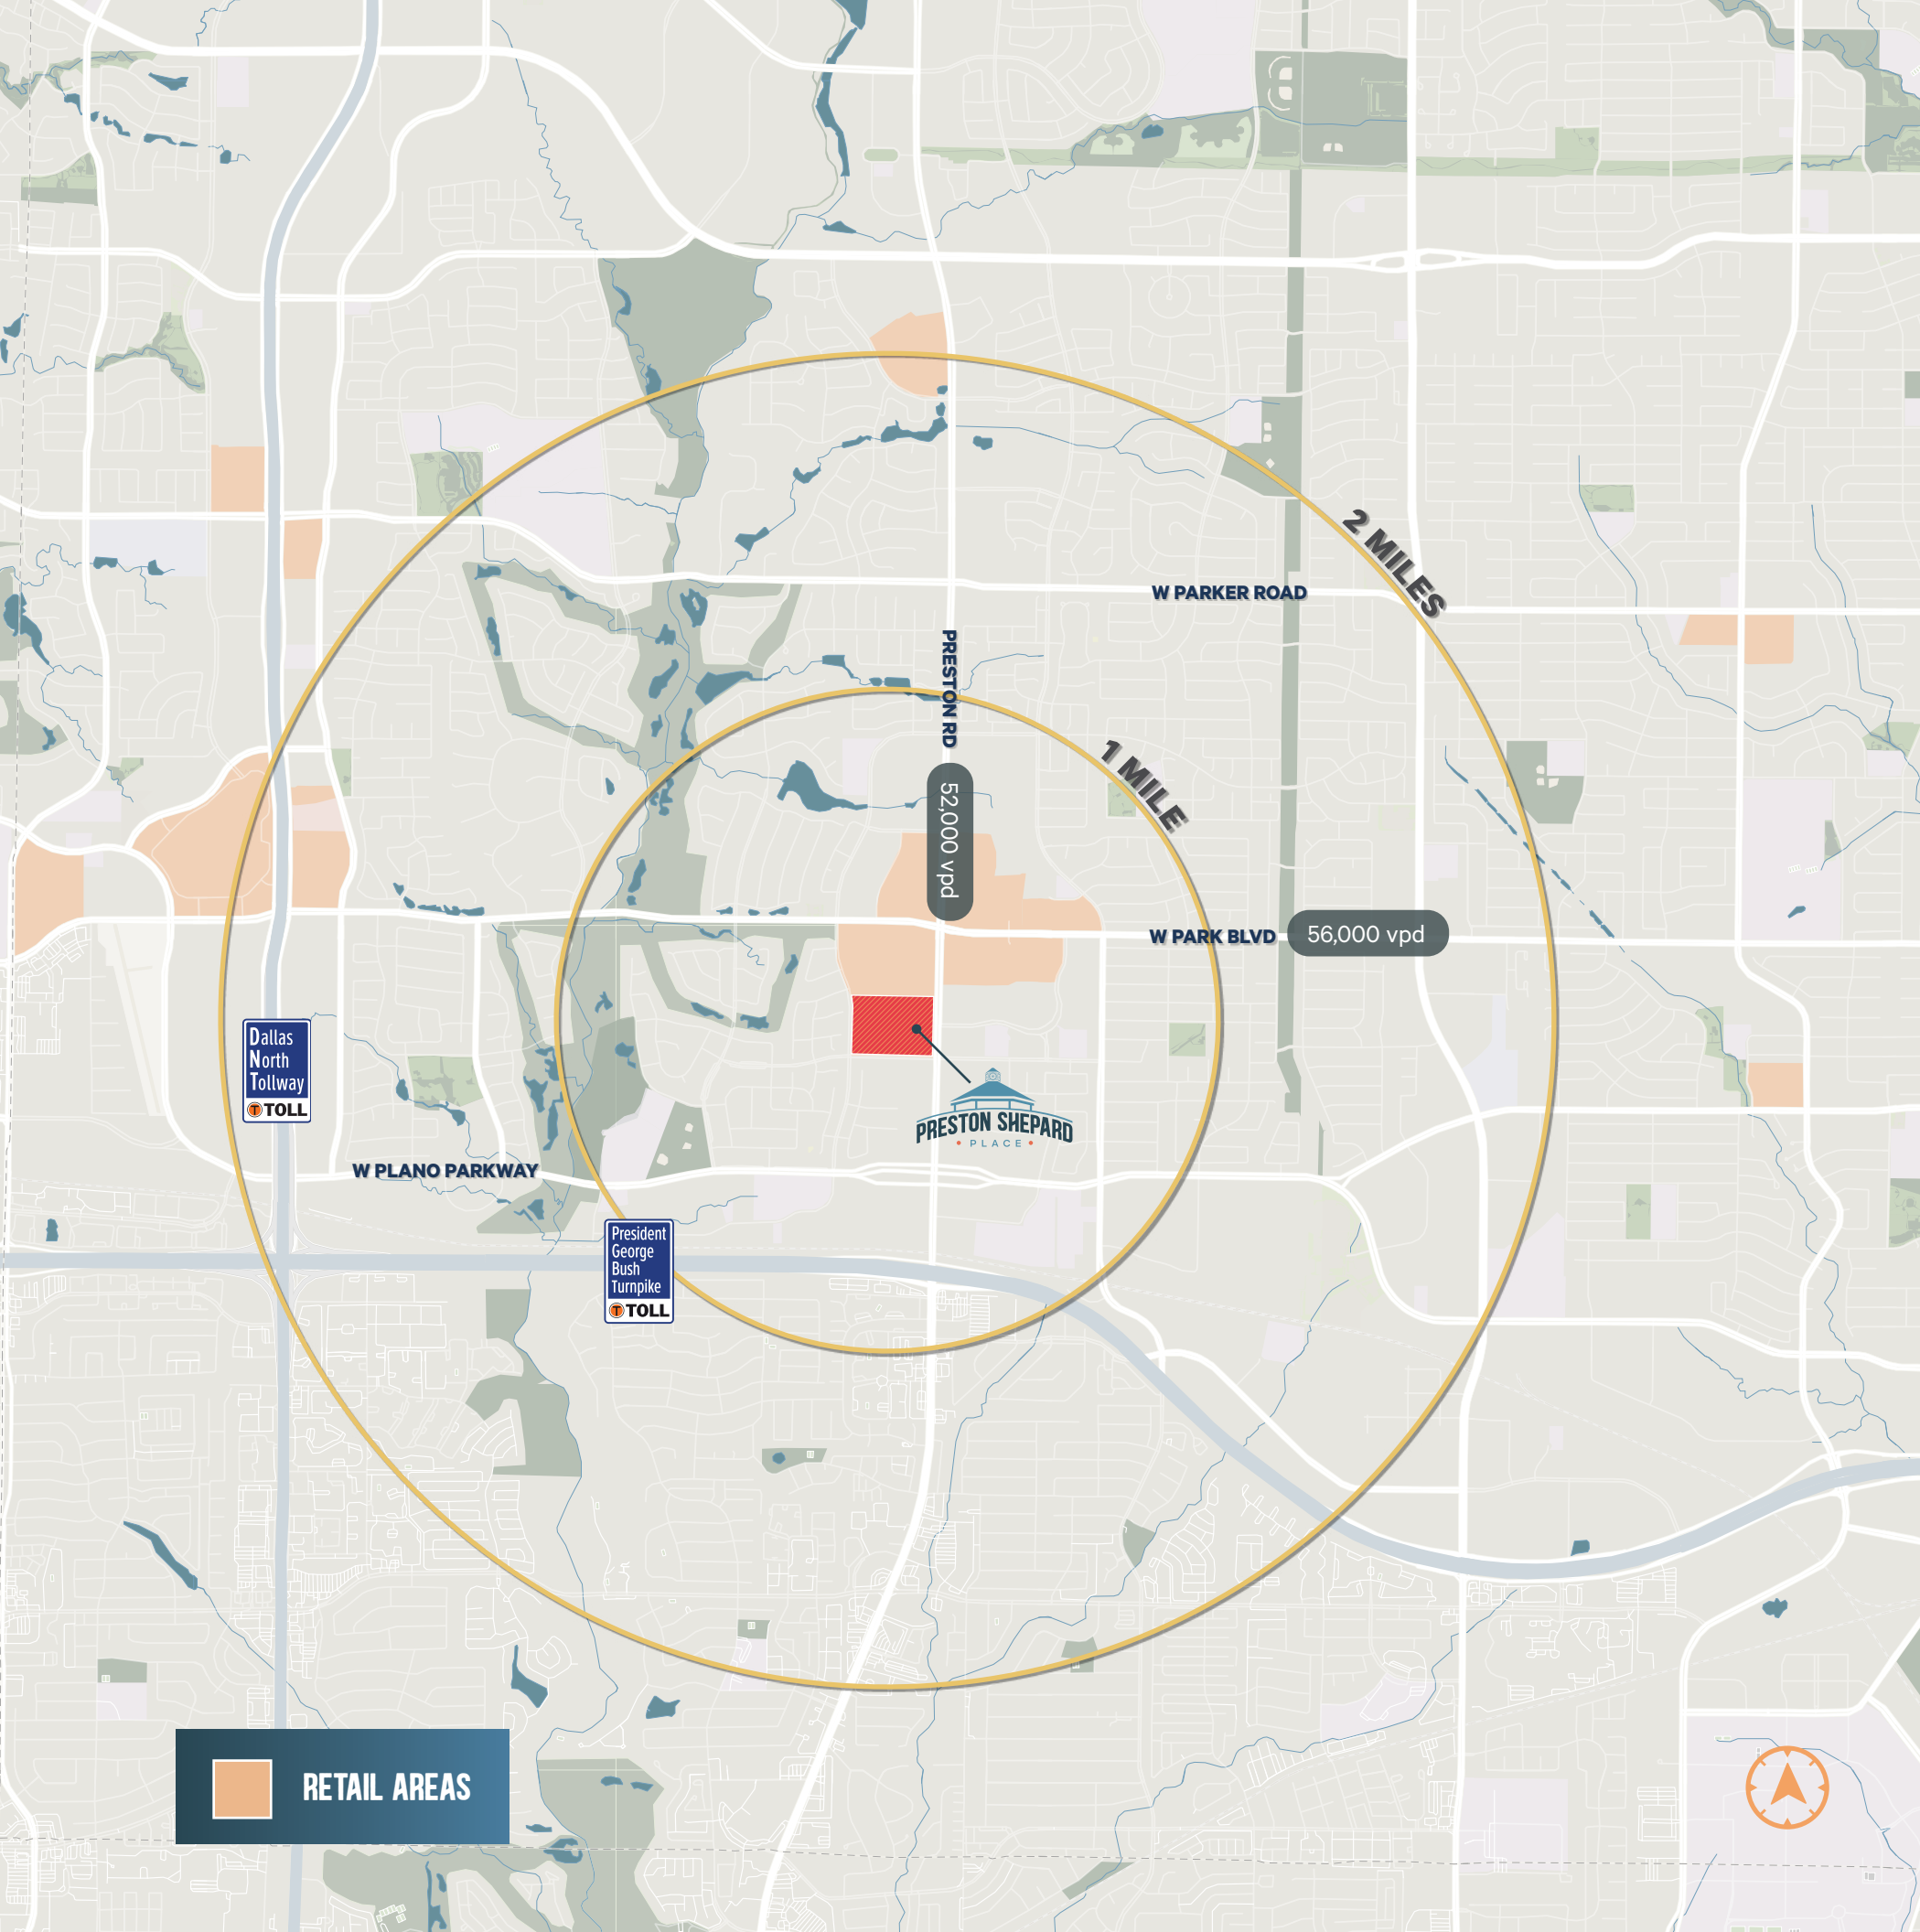 2 MILES
W PARKER ROAD
PRESTON RD
1 MILE
52,000 vpd
W PARK BLVD
56,000 vpd
Dallas
North
Tollway
TOLL
PRESTON SHEPARD
• PLACE •
W PLANO PARKWAY
President
George
Bush
Turnpike
TOLL
RETAIL AREAS